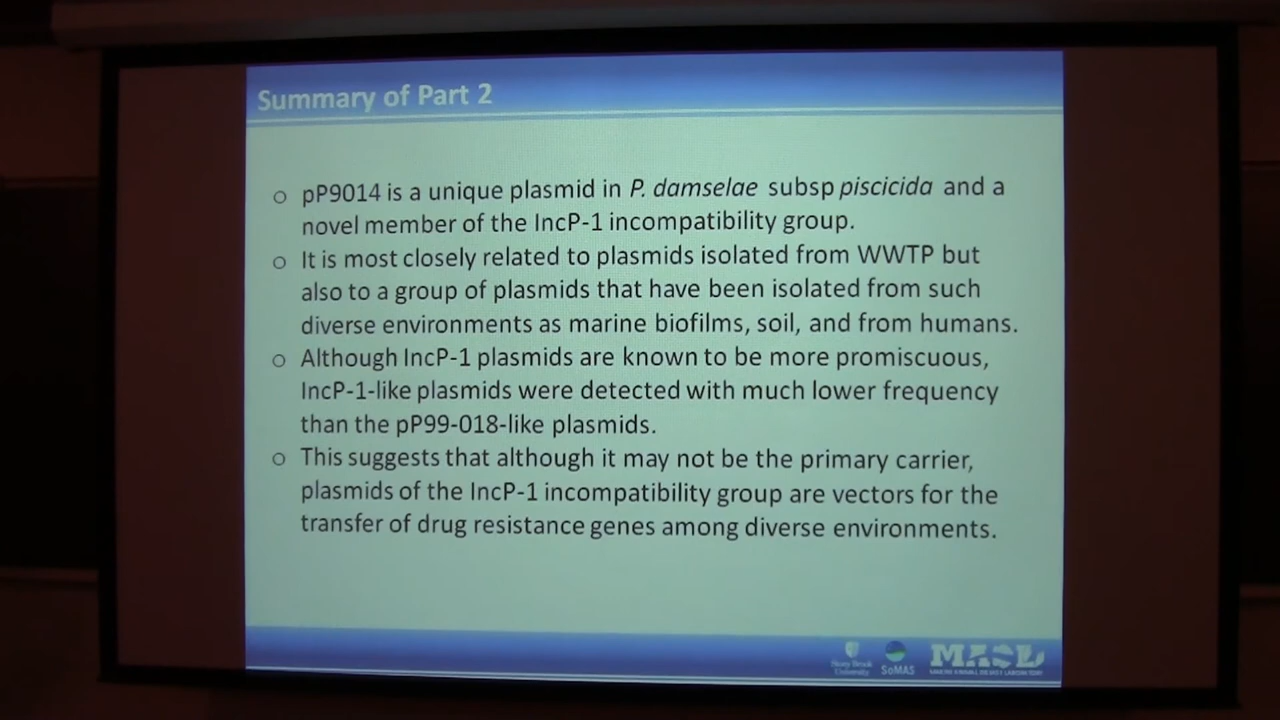 Summary of Part 2
○ pP9014 is a unique plasmid in P. damselae subsp piscicida and a
novel member of the IncP-1 incompatibility group.
○ It is most closely related to plasmids isolated from WWTP but
also to a group of plasmids that have been isolated from such
diverse environments as marine biofilms, soil, and from humans.
○ Although IncP-1 plasmids are known to be more promiscuous,
IncP-1-like plasmids were detected with much lower frequency
than the pP99-018-like plasmids.
○ This suggests that although it may not be the primary carrier,
plasmids of the IncP-1 incompatibility group are vectors for the
transfer of drug resistance genes among diverse environments.
Stony Brook
University
SoMAS